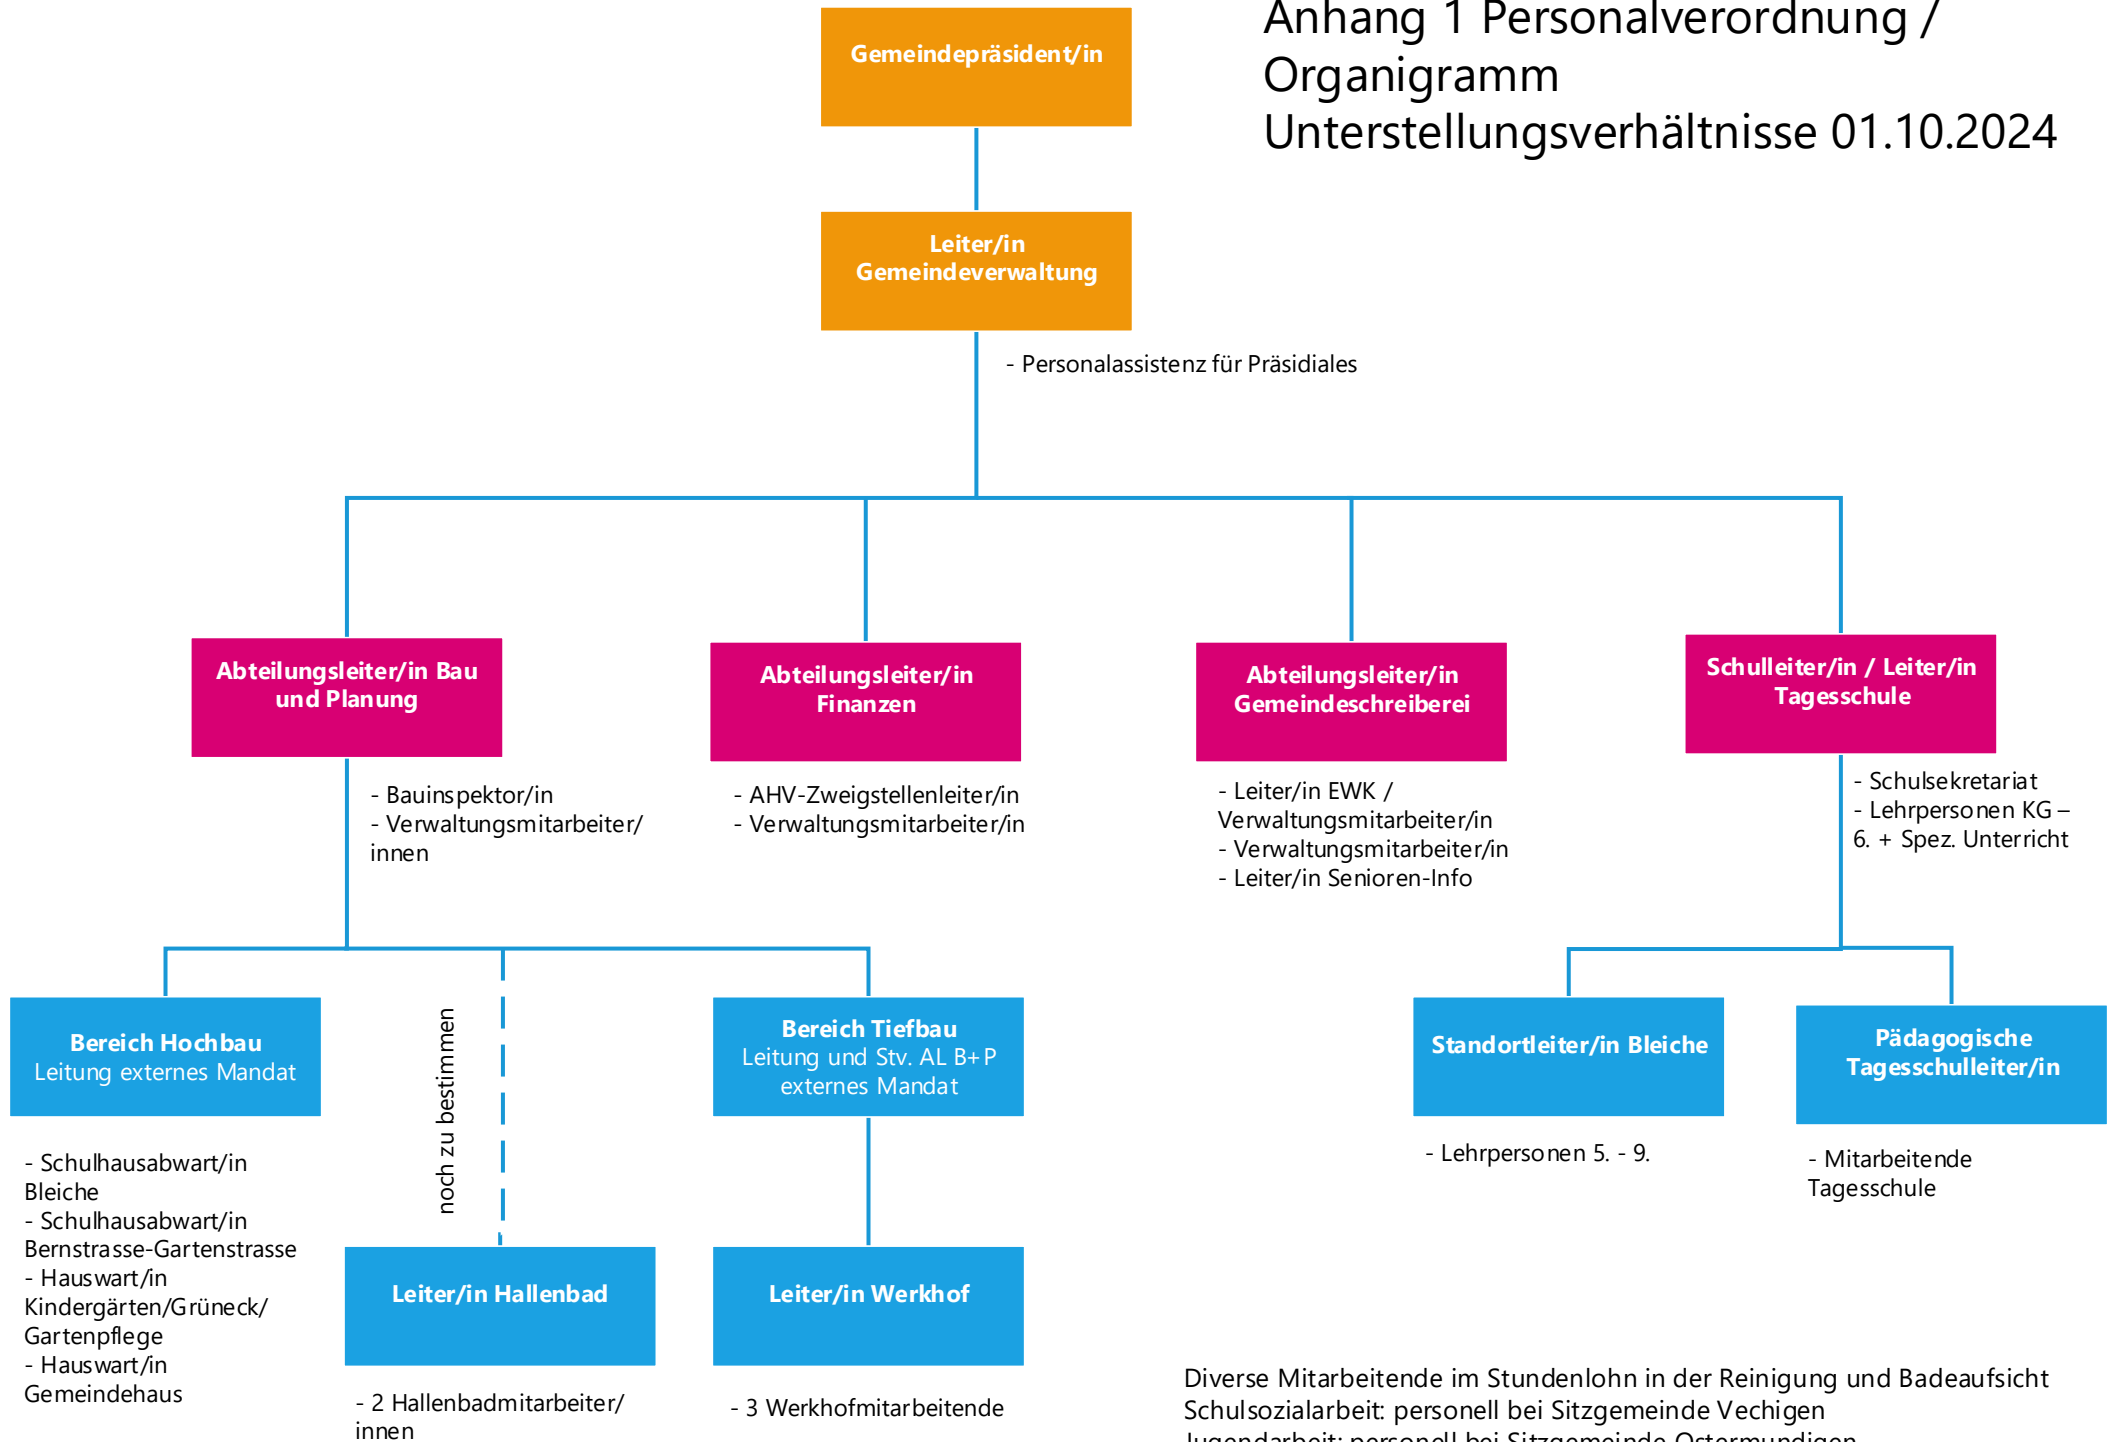 Anhang 1 Personalverordnung /
Organigramm
Unterstellungsverhältnisse 01.10.2024
Gemeindepräsident/in
Leiter/in
Gemeindeverwaltung
- Personalassistenz für Präsidiales
Abteilungsleiter/in Bau
und Planung
- Bauinspektor/in
- Verwaltungsmitarbeiter/
innen
Abteilungsleiter/in
Finanzen
- AHV-Zweigstellenleiter/in
- Verwaltungsmitarbeiter/in
Abteilungsleiter/in
Gemeindeschreiberei
- Leiter/in EWK /
Verwaltungsmitarbeiter/in
- Verwaltungsmitarbeiter/in
- Leiter/in Senioren-Info
Schulleiter/in / Leiter/in
Tagesschule
- Schulsekretariat
- Lehrpersonen KG –
6. + Spez. Unterricht
Bereich Hochbau
Leitung externes Mandat
- Schulhausabwart/in
Bleiche
- Schulhausabwart/in
Bernstrasse-Gartenstrasse
- Hauswart/in
Kindergärten/Grüneck/
Gartenpflege
- Hauswart/in
Gemeindehaus
noch zu bestimmen
Leiter/in Hallenbad
- 2 Hallenbadmitarbeiter/
innen
Bereich Tiefbau
Leitung und Stv. AL B+P
externes Mandat
Leiter/in Werkhof
- 3 Werkhofmitarbeitende
Standortleiter/in Bleiche
- Lehrpersonen 5. - 9.
Pädagogische
Tagesschulleiter/in
- Mitarbeitende
Tagesschule
Diverse Mitarbeitende im Stundenlohn in der Reinigung und Badeaufsicht
Schulsozialarbeit: personell bei Sitzgemeinde Vechigen
Jugendarbeit: personell bei Sitzgemeinde Ostermundigen